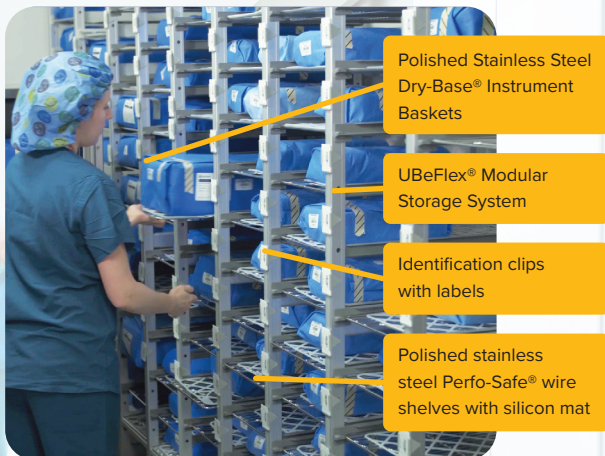 Polished Stainless Steel
Dry-Base® Instrument
Baskets
UBeFlex® Modular
Storage System
Identification clips
with labels
Polished stainless
steel Perfo-Safe® wire
shelves with silicon mat